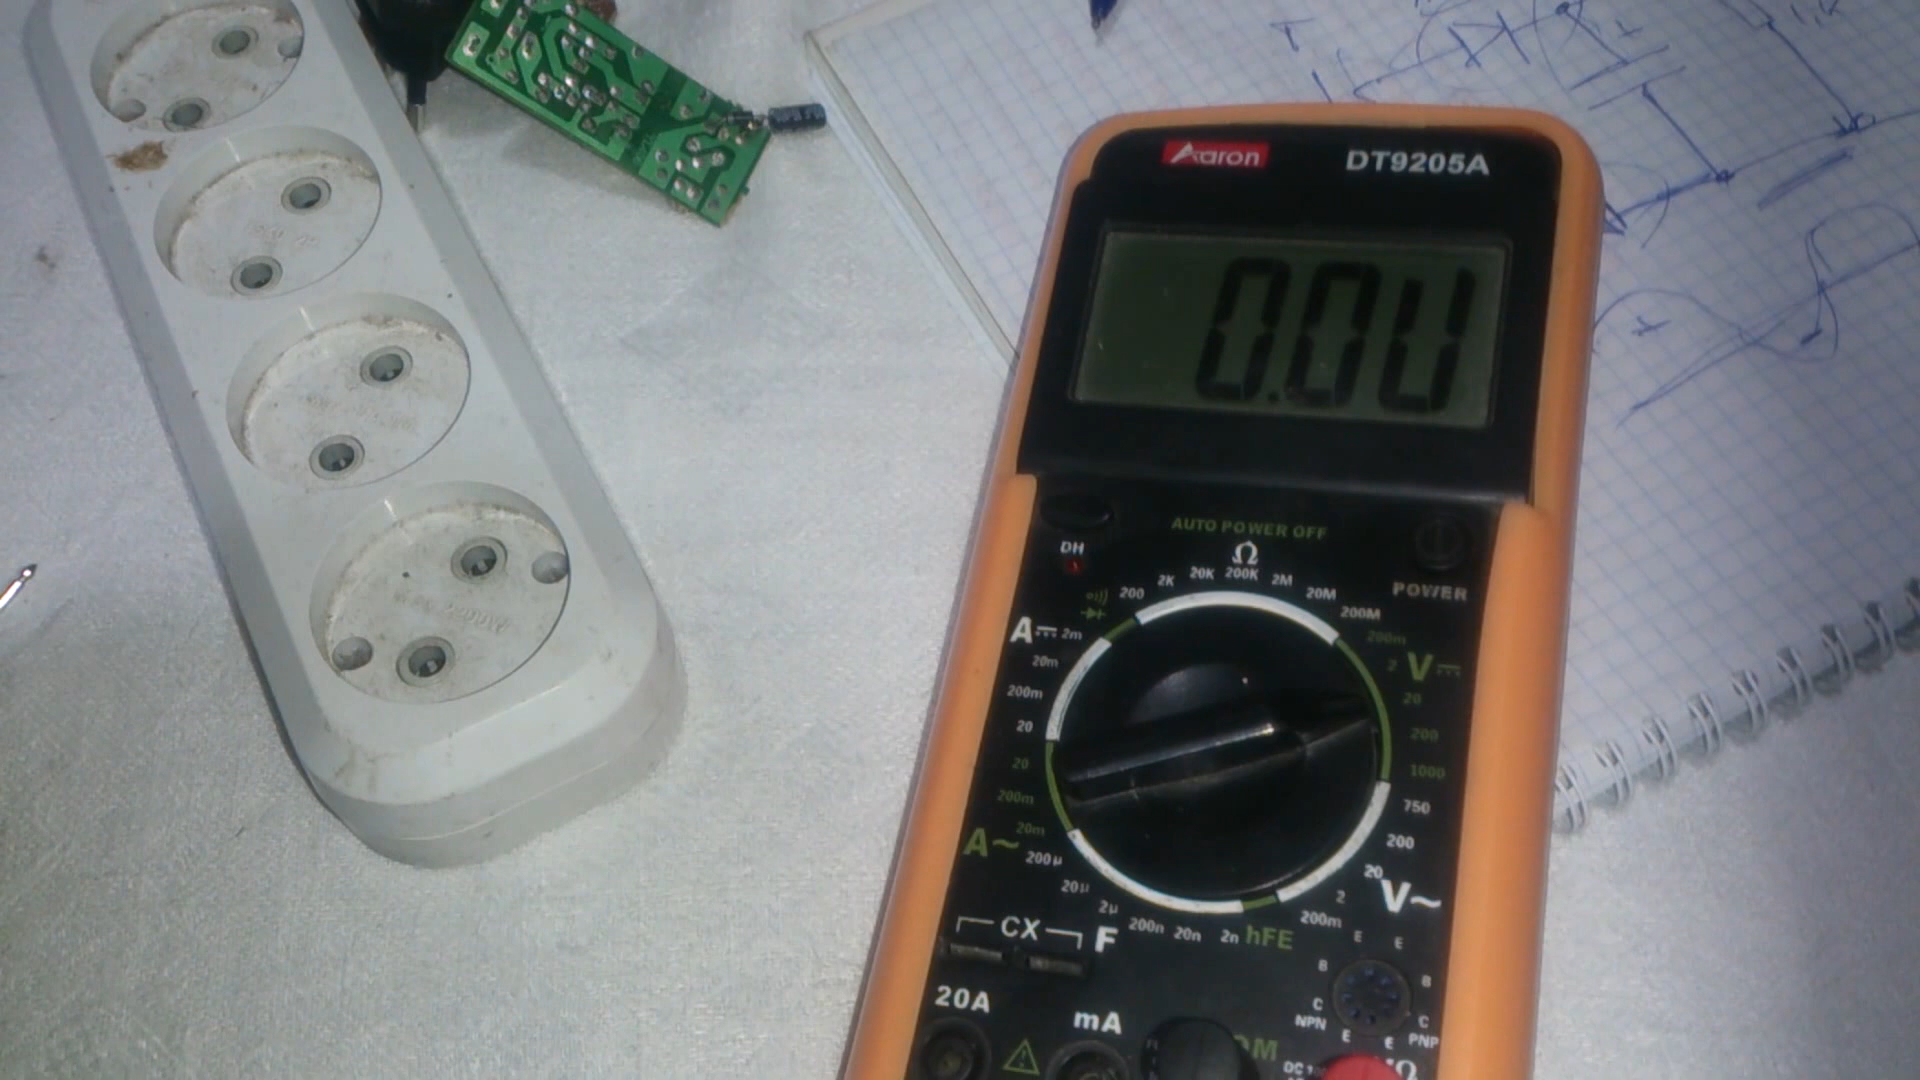 Aaron DT9205A
0.00
AUTO POWER OFF
DH
Ω
POWER
200 2K 20K 200K 2M 20M 200M
A 2m 20m 200m 20
20 200m 20m A~
200m 2 20 200 1000 V
750 200 20 2 200m V~
200µ 20µ 2µ 200n 20n 2n F
hFE
CX
E E
B B
C C
NPN PNP
E E
20A
mA
DC
Ω